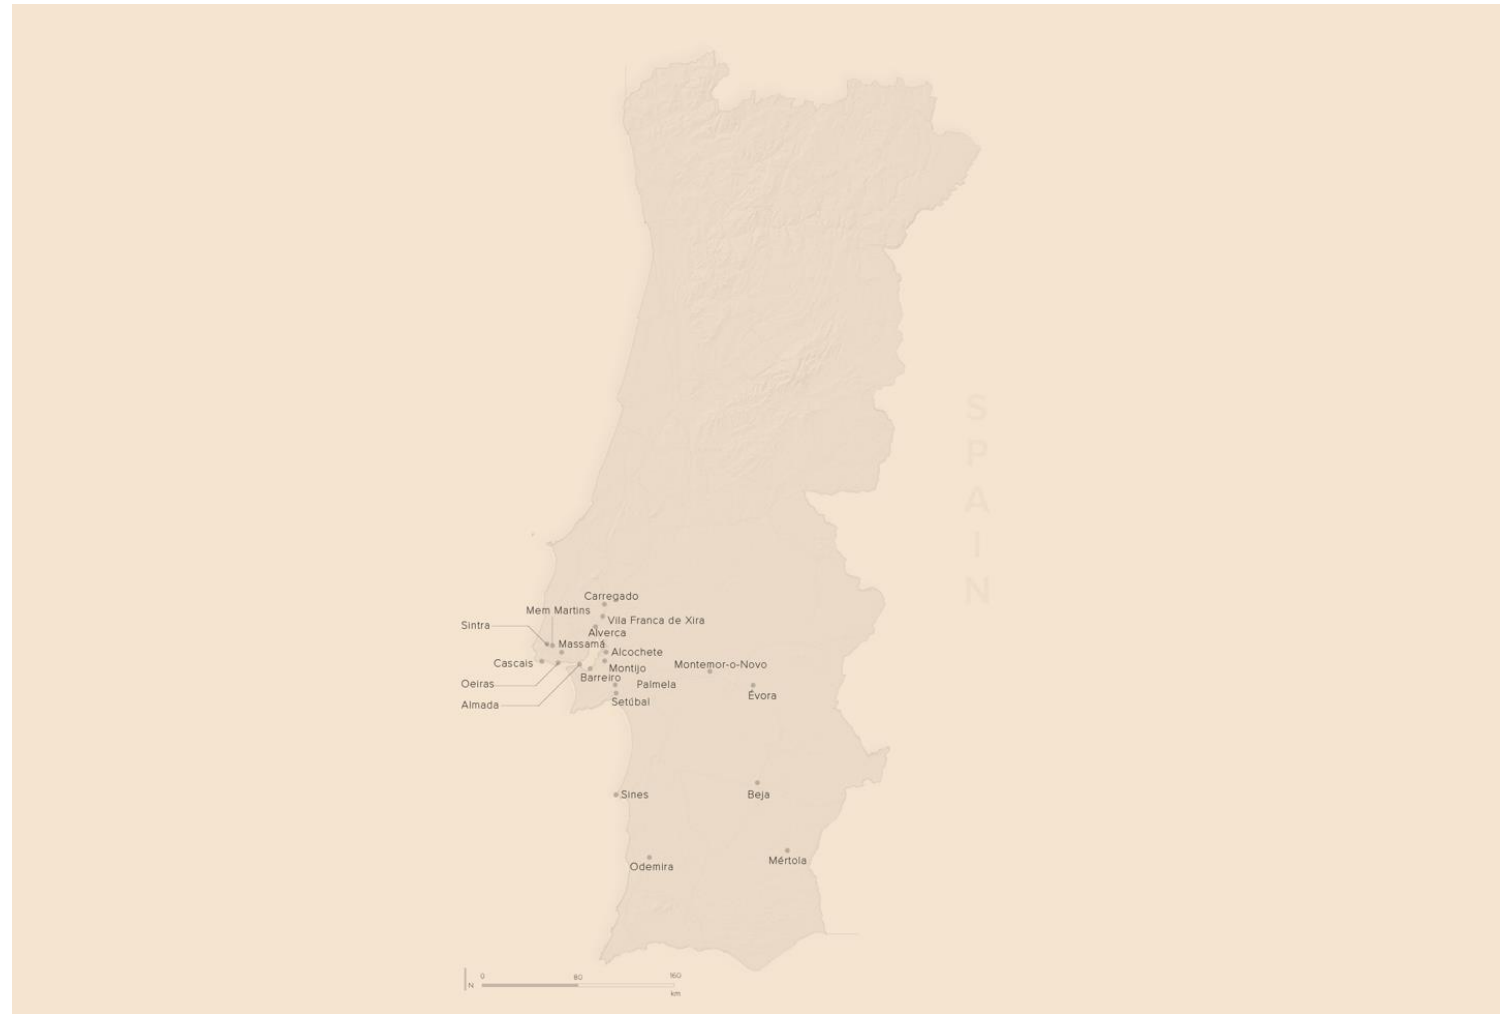 S
P
A
I
N
Carregado
Mem Martins
Vila Franca de Xira
Sintra
Alverca
Massamá
Alcochete
Cascais
Montijo
Montemor-o-Novo
Barreiro
Oeiras
Palmela
Évora
Setúbal
Almada
Sines
Beja
Mértola
Odemira
0 80 160
N
km